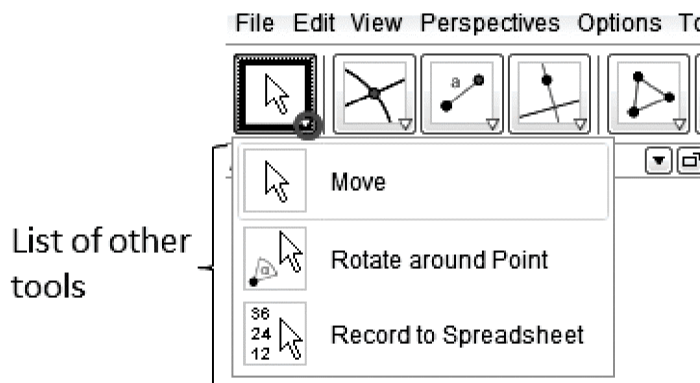 File Edit View Perspectives Options To
a
Move
List of other
tools
α
Rotate around Point
36
24
12
Record to Spreadsheet